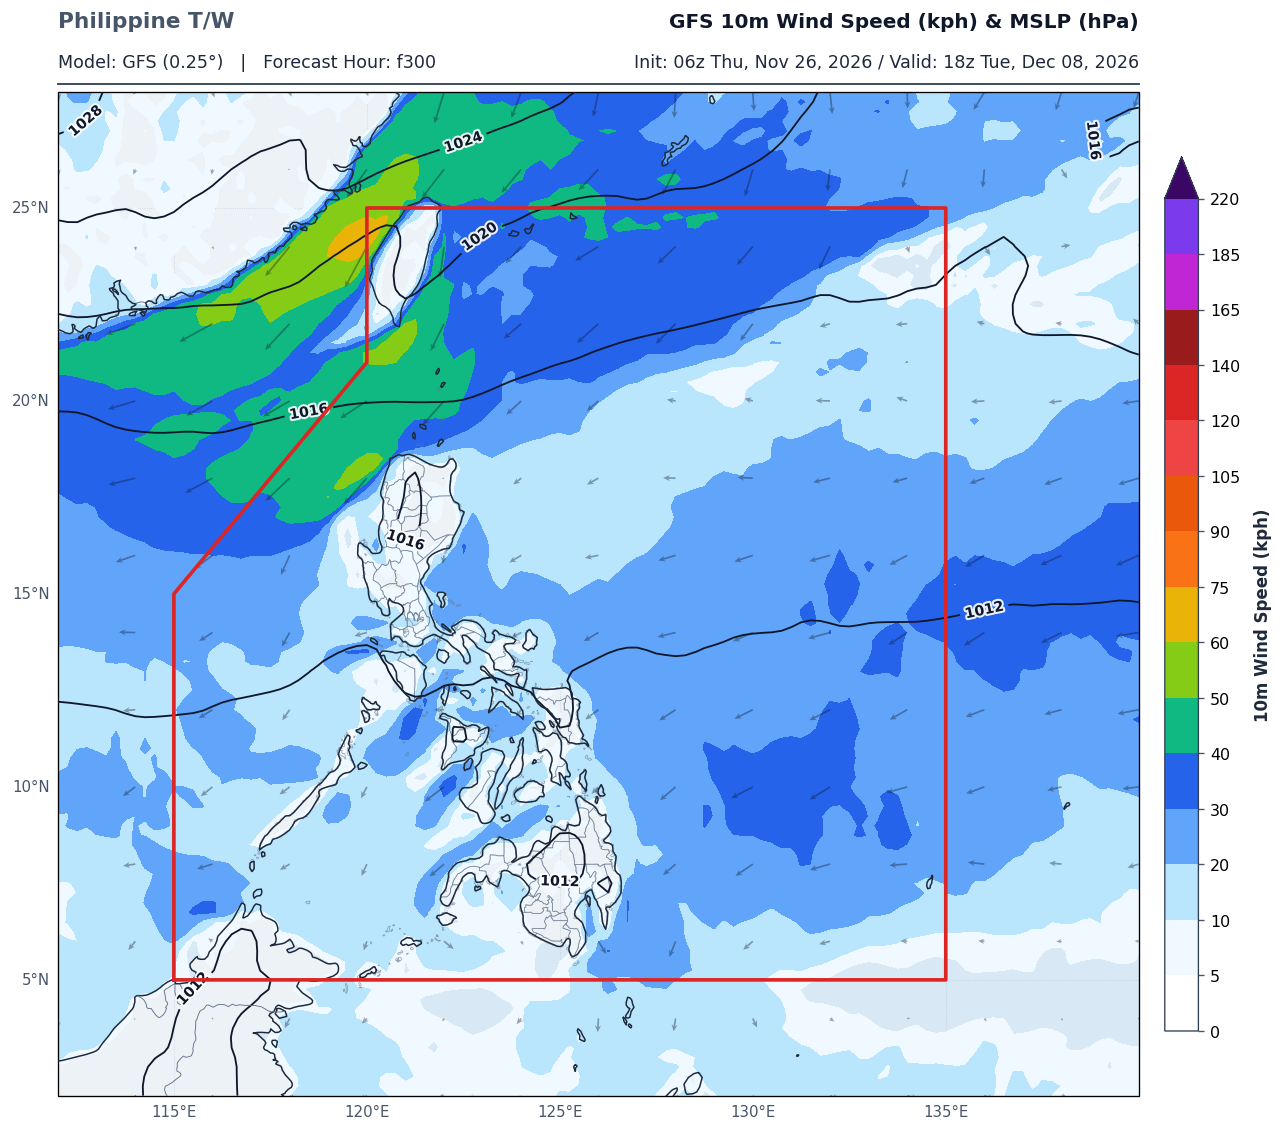 Philippine T/W
GFS 10m Wind Speed (kph) & MSLP (hPa)
Model: GFS (0.25°) | Forecast Hour: f300
Init: 06z Thu, Nov 26, 2026 / Valid: 18z Tue, Dec 08, 2026
1028
1024
1016
1020
1016
1016
1012
1012
1012
25°N
20°N
15°N
10°N
5°N
115°E
120°E
125°E
130°E
135°E
220
185
165
140
120
105
90
75
60
50
40
30
20
10
5
0
10m Wind Speed (kph)